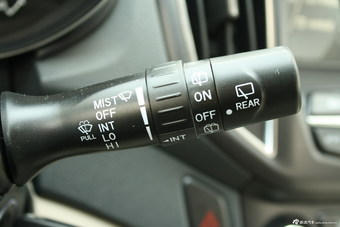 MIST
OFF
INT
LO
HI
PULL
ON
OFF
INT
REAR